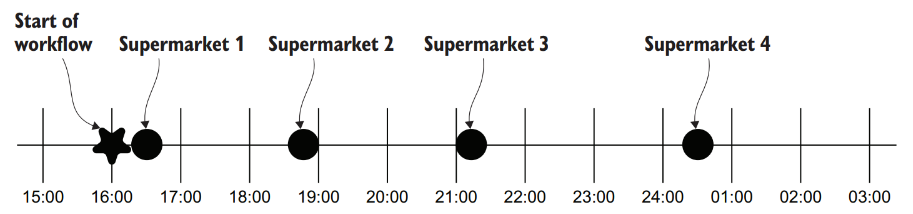 Start of
workflow
Supermarket 1
Supermarket 2
Supermarket 3
Supermarket 4
15:00
16:00
17:00
18:00
19:00
20:00
21:00
22:00
23:00
24:00
01:00
02:00
03:00